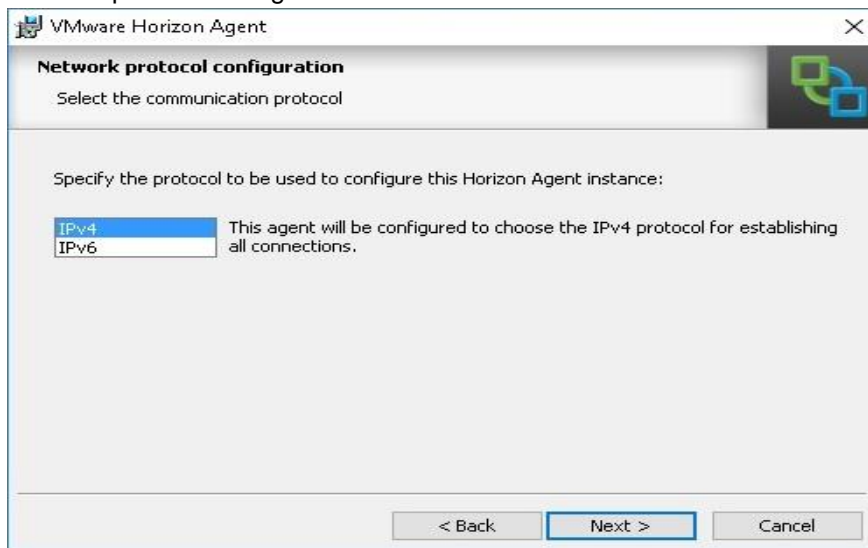 VMware Horizon Agent
Network protocol configuration
Select the communication protocol
Specify the protocol to be used to configure this Horizon Agent instance:
IPv4
IPv6
This agent will be configured to choose the IPv4 protocol for establishing
all connections.
< Back
Next >
Cancel